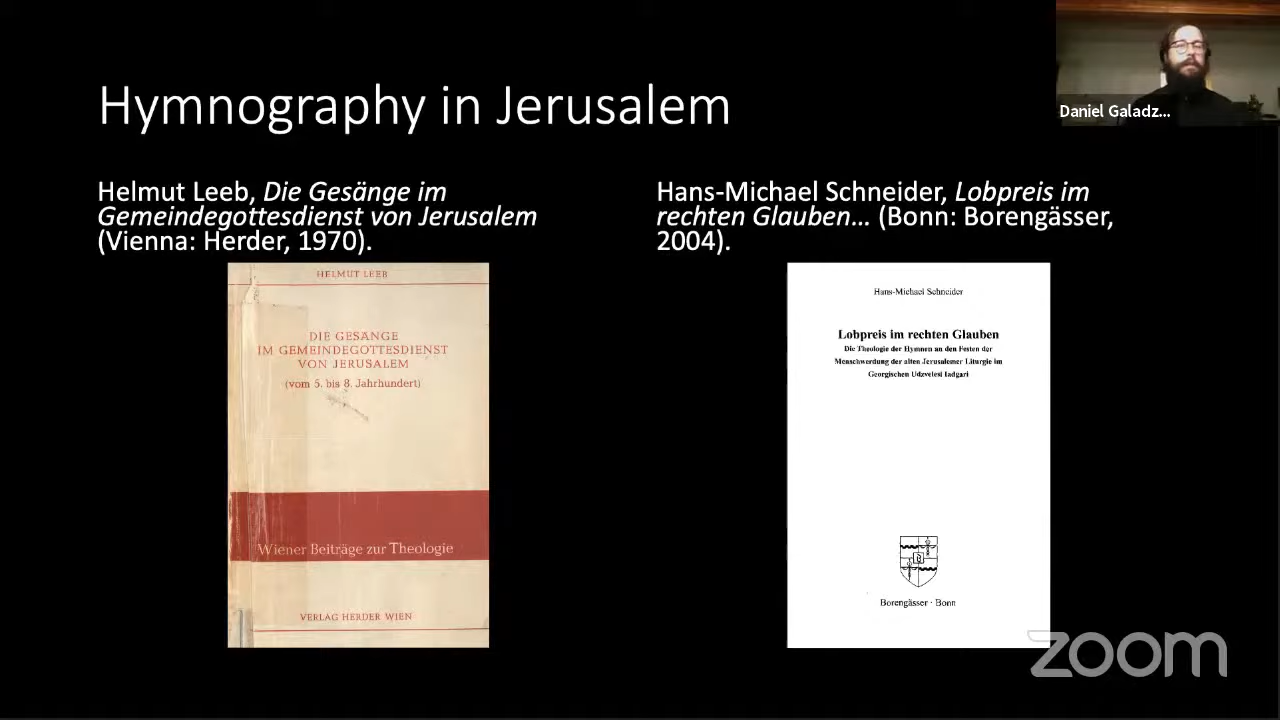 Hymnography in Jerusalem
Daniel Galadz...
Helmut Leeb, Die Gesänge im
Gemeindegottesdienst von Jerusalem
(Vienna: Herder, 1970).
HELMUT LEEB
DIE GESÄNGE
IM GEMEINDEGOTTESDIENST
VON JERUSALEM
(vom 5. bis 8. Jahrhundert)
Wiener Beiträge zur Theologie
VERLAG HERDER WIEN
Hans-Michael Schneider, Lobpreis im
rechten Glauben... (Bonn: Borengässer,
2004).
Hans-Michael Schneider
Lobpreis im rechten Glauben
Die Theologie der Hymnen an den Festen der
Menschwerdung der alten Jerusalemer Liturgie im
Georgischen Udzvelesi Iadgari
B
Borengässer · Bonn
zoom